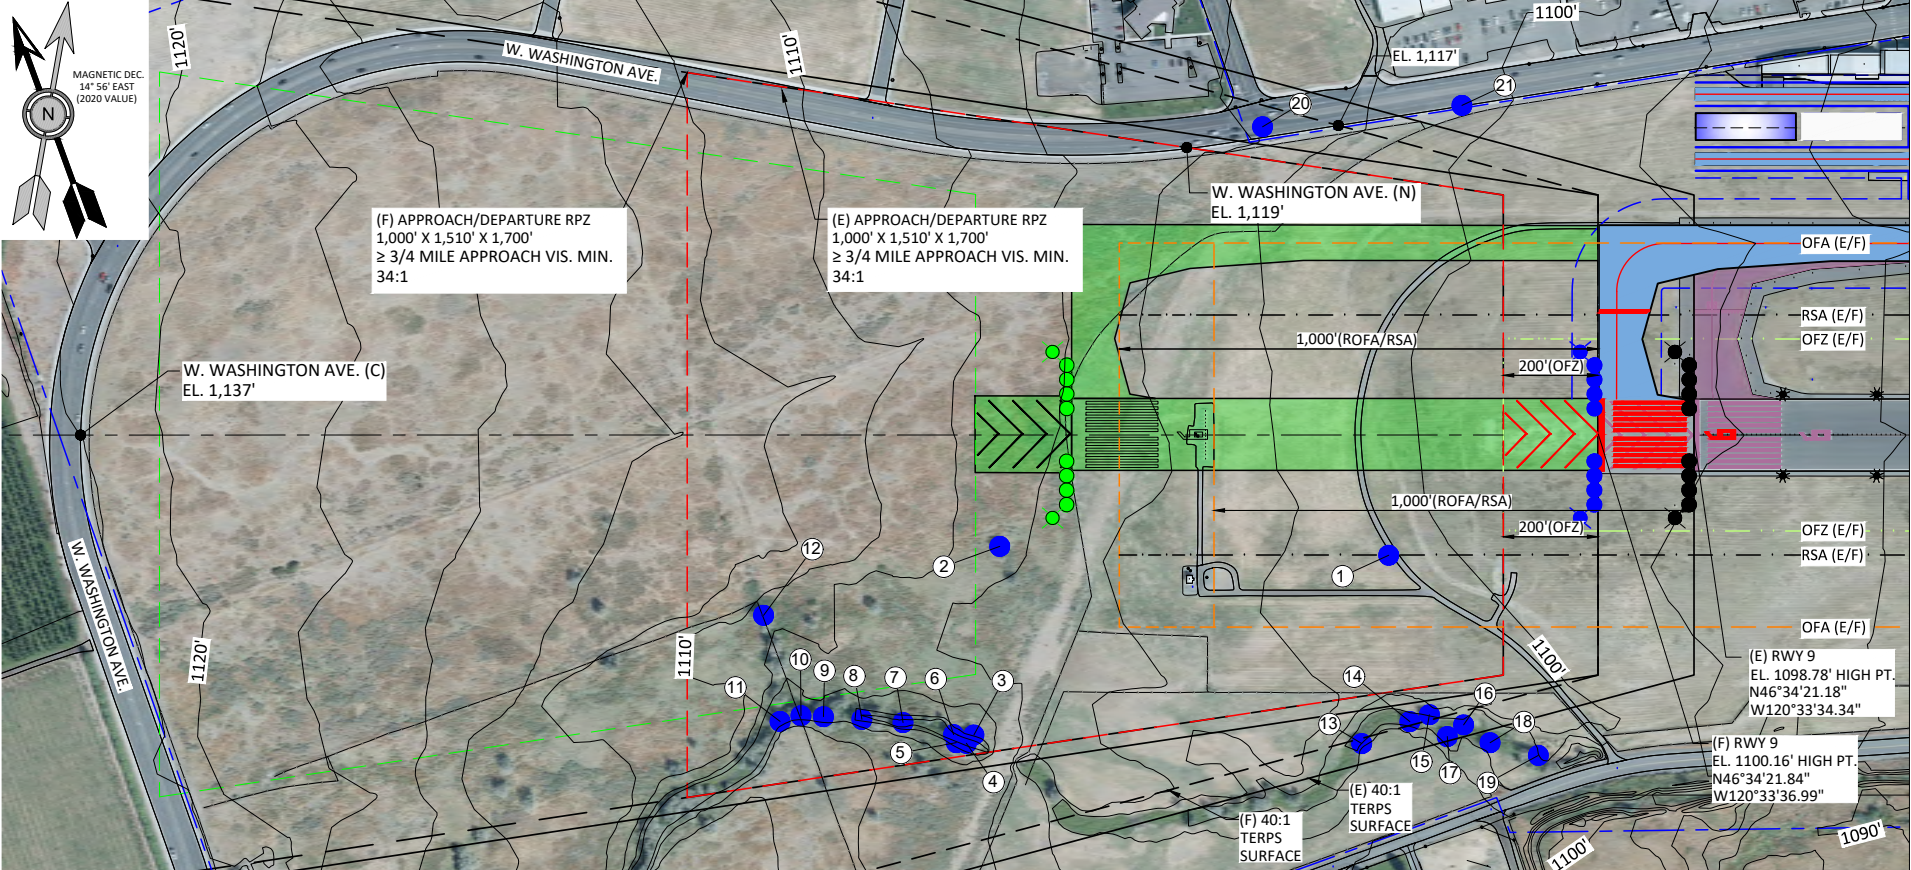 MAGNETIC DEC.
14° 56' EAST
(2020 VALUE)
N
1120'
W. WASHINGTON AVE.
1110'
1100'
EL. 1,117'
20
21
(F) APPROACH/DEPARTURE RPZ
1,000' X 1,510' X 1,700'
≥ 3/4 MILE APPROACH VIS. MIN.
34:1
(E) APPROACH/DEPARTURE RPZ
1,000' X 1,510' X 1,700'
≥ 3/4 MILE APPROACH VIS. MIN.
34:1
W. WASHINGTON AVE. (N)
EL. 1,119'
OFA (E/F)
RSA (E/F)
OFZ (E/F)
1,000'(ROFA/RSA)
200'(OFZ)
W. WASHINGTON AVE. (C)
EL. 1,137'
1,000'(ROFA/RSA)
200'(OFZ)
OFZ (E/F)
RSA (E/F)
OFA (E/F)
12
2
1
W. WASHINGTON AVE.
1120'
1110'
1100'
11
10
9
8
7
6
3
5
4
14
16
13
18
15
17
19
(E) RWY 9
EL. 1098.78' HIGH PT.
N46°34'21.18"
W120°33'34.34"
(F) RWY 9
EL. 1100.16' HIGH PT.
N46°34'21.84"
W120°33'36.99"
(E) 40:1
TERPS
SURFACE
(F) 40:1
TERPS
SURFACE
1100'
1090'